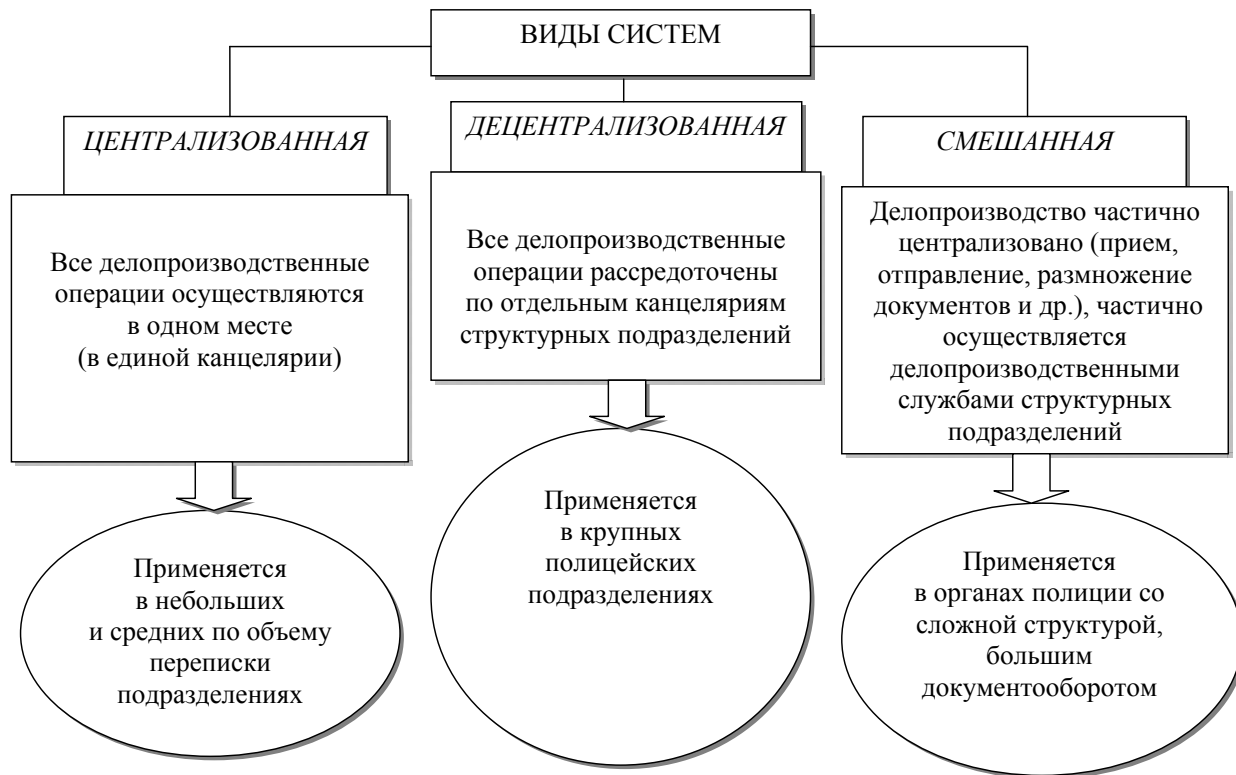 ВИДЫ СИСТЕМ
ЦЕНТРАЛИЗОВАННАЯ
Все делопроизводственные
операции осуществляются
в одном месте
(в единой канцелярии)
Применяется
в небольших
и средних по объему
переписки
подразделениях
ДЕЦЕНТРАЛИЗОВАННАЯ
Все делопроизводственные
операции рассредоточены
по отдельным канцеляриям
структурных подразделений
Применяется
в крупных
полицейских
подразделениях
СМЕШАННАЯ
Делопроизводство частично
централизовано (прием,
отправление, размножение
документов и др.), частично
осуществляется
делопроизводственными
службами структурных
подразделений
Применяется
в органах полиции со
сложной структурой,
большим
документооборотом